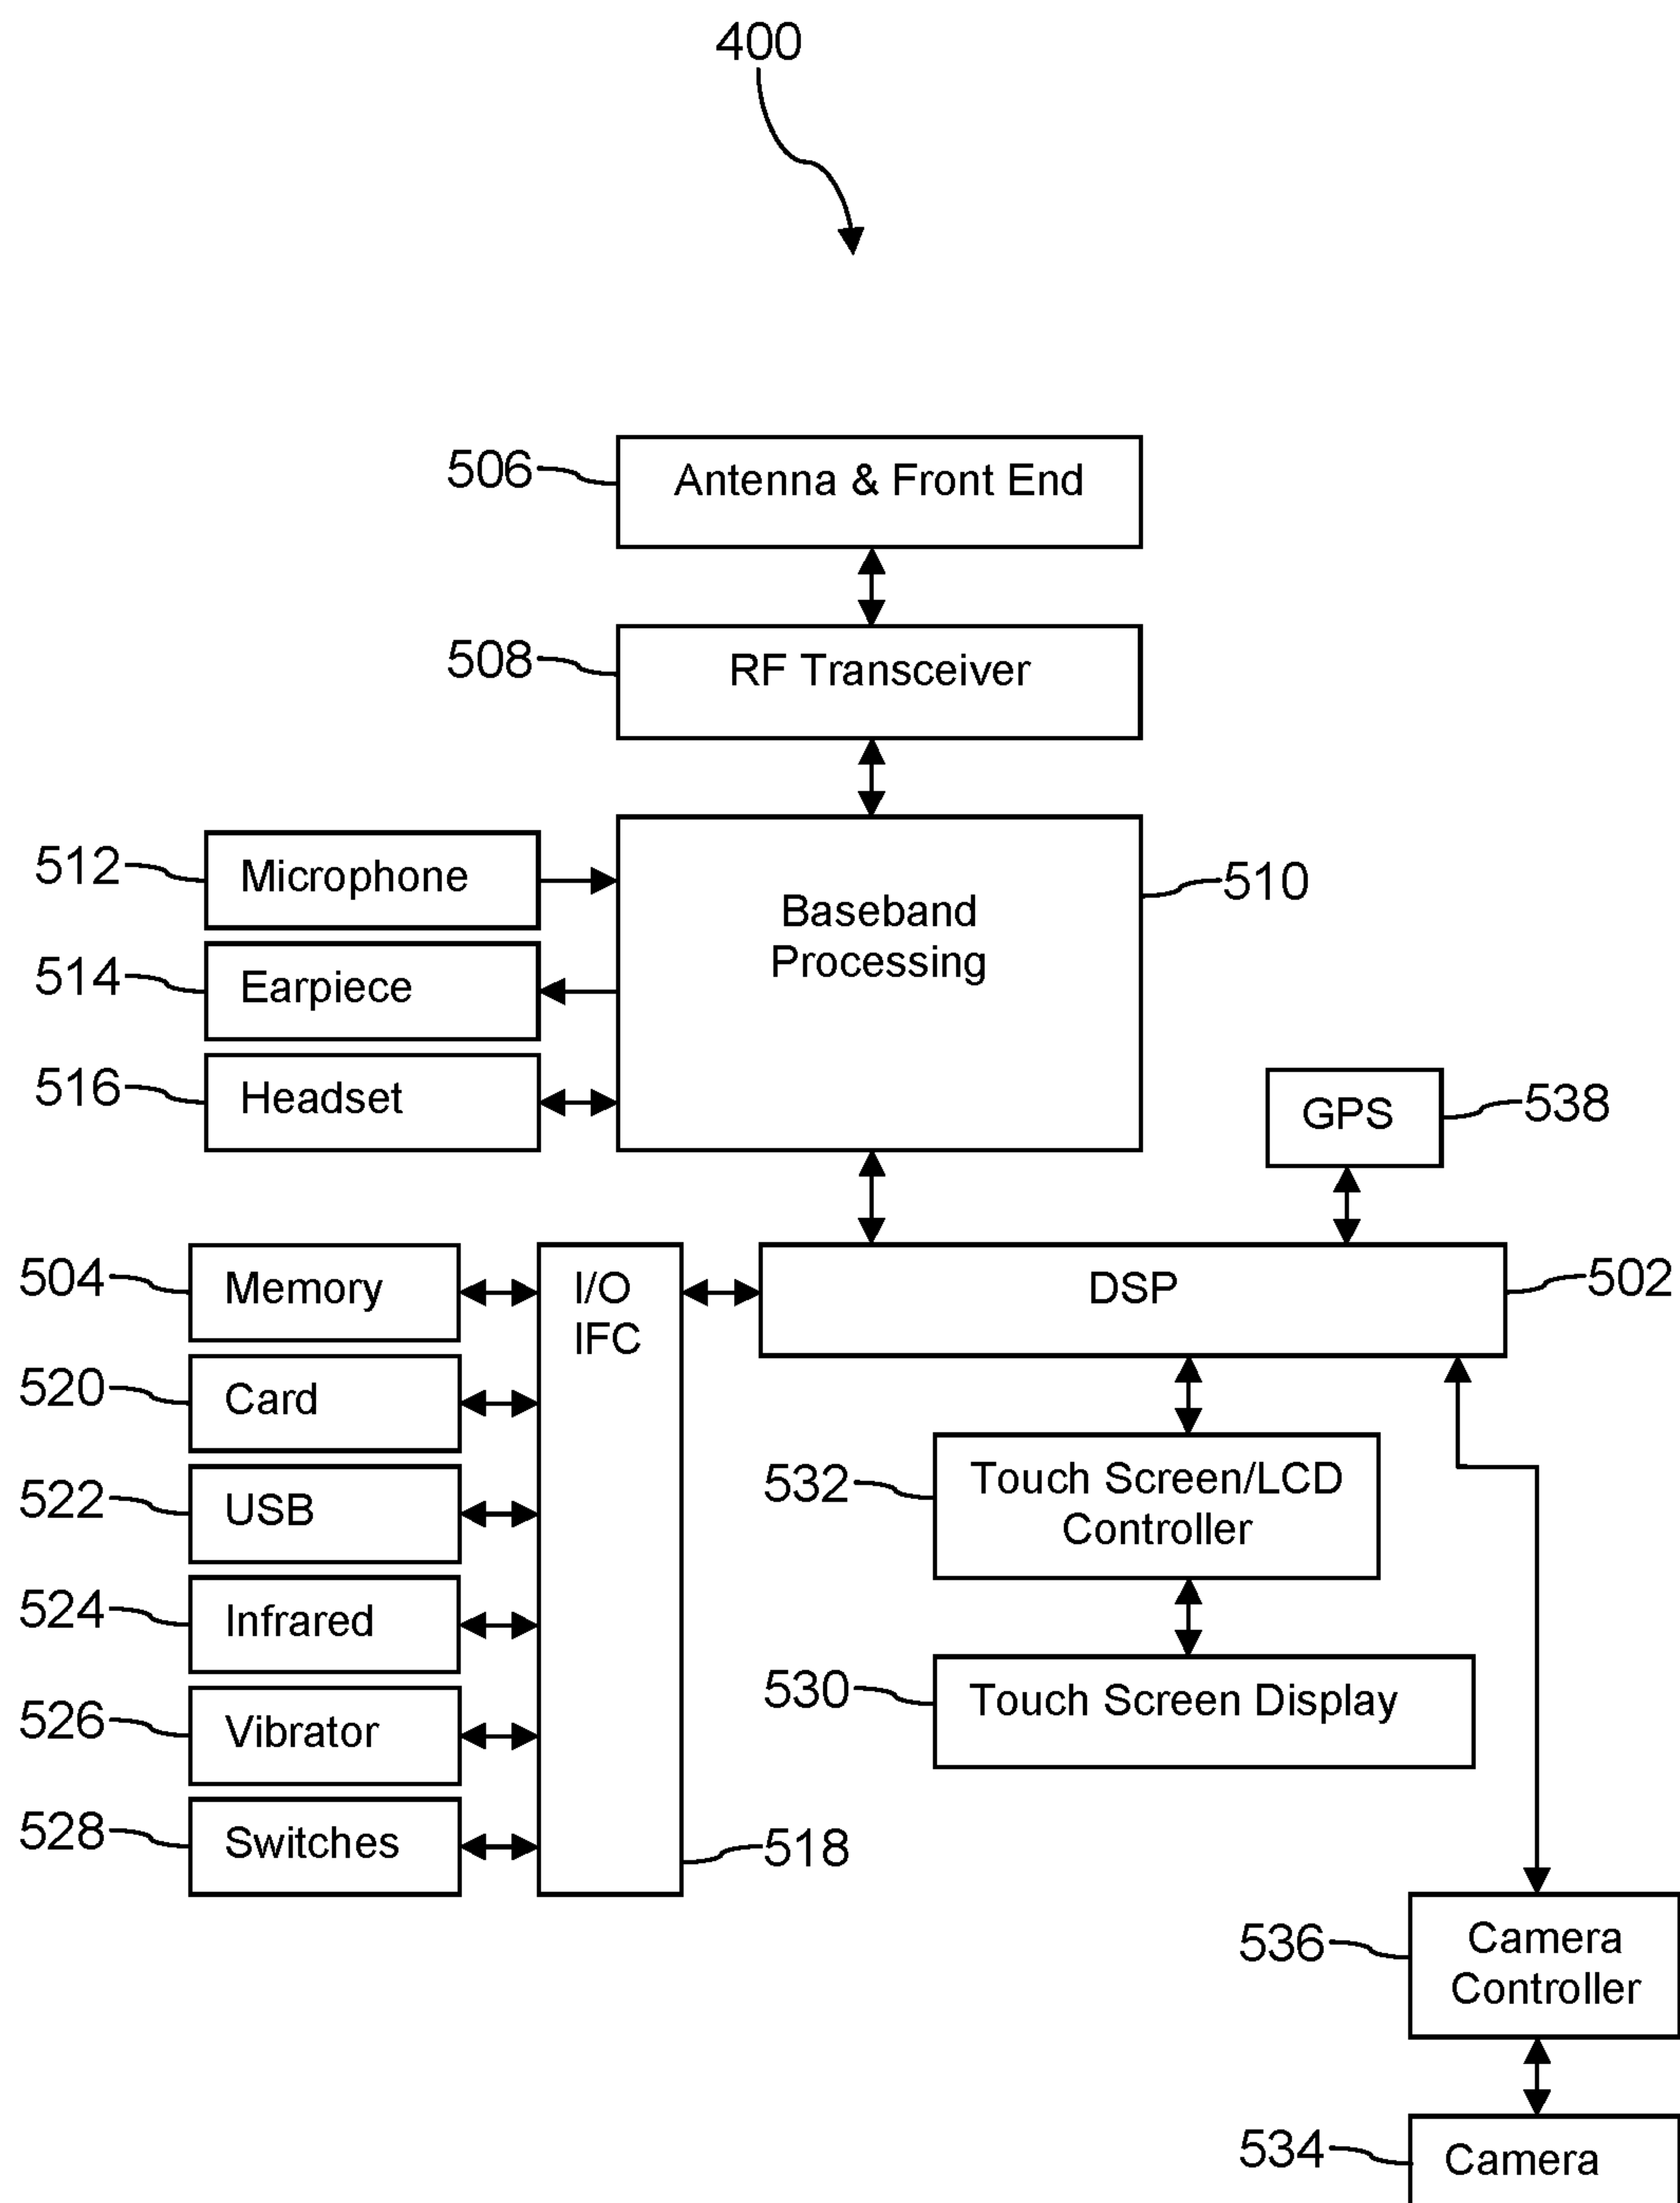 400
506
Antenna & Front End
508
RF Transceiver
512
Microphone
Baseband
Processing
510
514
Earpiece
516
Headset
GPS
538
504
Memory
I/O
IFC
DSP
502
520
Card
522
USB
532
Touch Screen/LCD
Controller
524
Infrared
530
Touch Screen Display
526
Vibrator
528
Switches
518
536
Camera
Controller
534
Camera